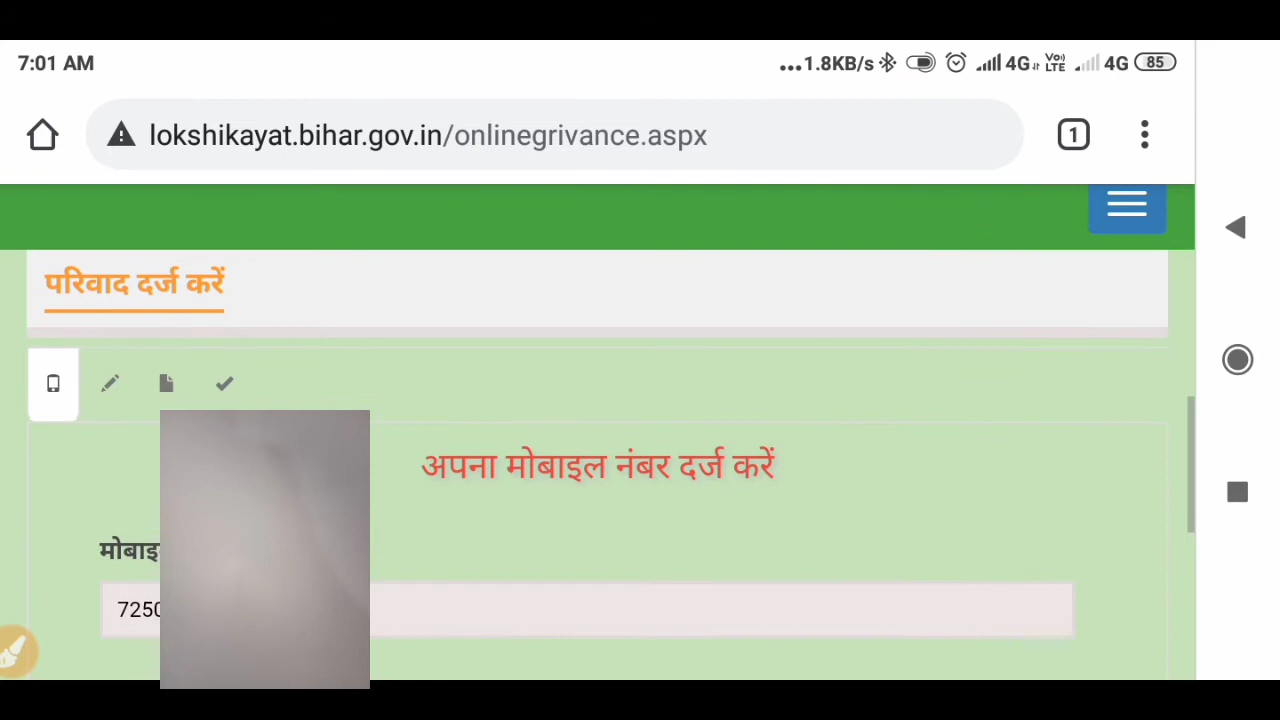 7:01 AM ...1.8KB/s 4G VoLTE 4G 85
lokshikayat.bihar.gov.in/onlinegrivance.aspx 1
परिवाद दर्ज करें
अपना मोबाइल नंबर दर्ज करें